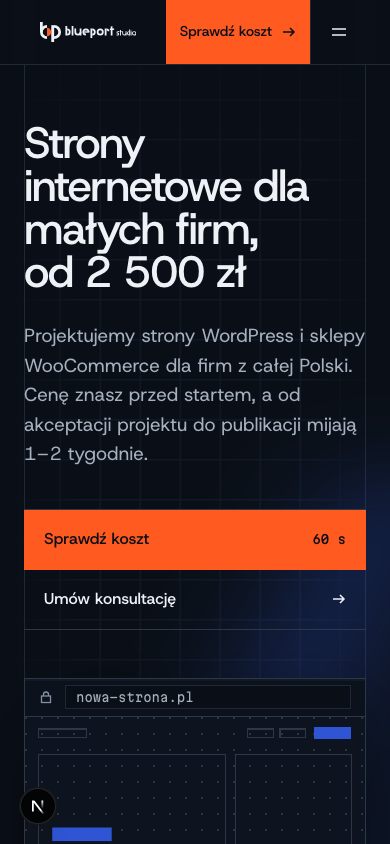 blueport studio
Sprawdź koszt →
Strony
internetowe dla
małych firm,
od 2 500 zł
Projektujemy strony WordPress i sklepy
WooCommerce dla firm z całej Polski.
Cenę znasz przed startem, a od
akceptacji projektu do publikacji mijają
1–2 tygodnie.
Sprawdź koszt 60 s
Umów konsultację →
nowa-strona.pl
N